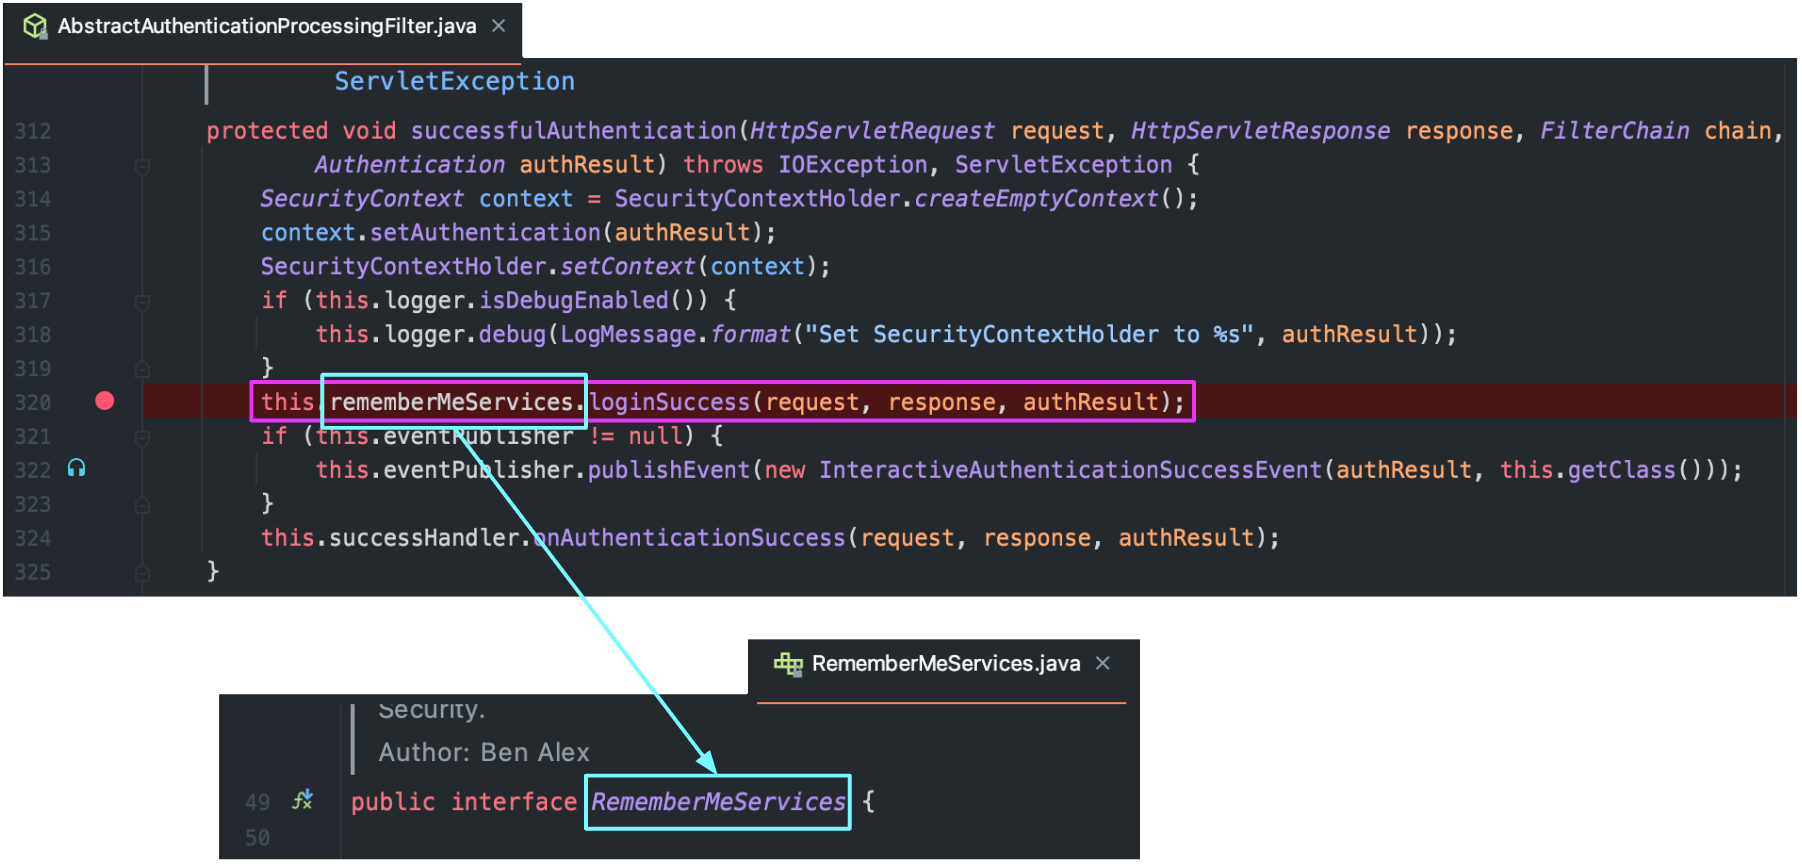 AbstractAuthenticationProcessingFilter.java
ServletException
312 protected void successfulAuthentication(HttpServletRequest request, HttpServletResponse response, FilterChain chain,
313 Authentication authResult) throws IOException, ServletException {
314 SecurityContext context = SecurityContextHolder.createEmptyContext();
315 context.setAuthentication(authResult);
316 SecurityContextHolder.setContext(context);
317 if (this.logger.isDebugEnabled()) {
318 this.logger.debug(LogMessage.format("Set SecurityContextHolder to %s", authResult));
319 }
320 this.rememberMeServices.loginSuccess(request, response, authResult);
321 if (this.eventPublisher != null) {
322 this.eventPublisher.publishEvent(new InteractiveAuthenticationSuccessEvent(authResult, this.getClass()));
323 }
324 this.successHandler.onAuthenticationSuccess(request, response, authResult);
325 }
RememberMeServices.java
Security.
Author: Ben Alex
49 public interface RememberMeServices {
50